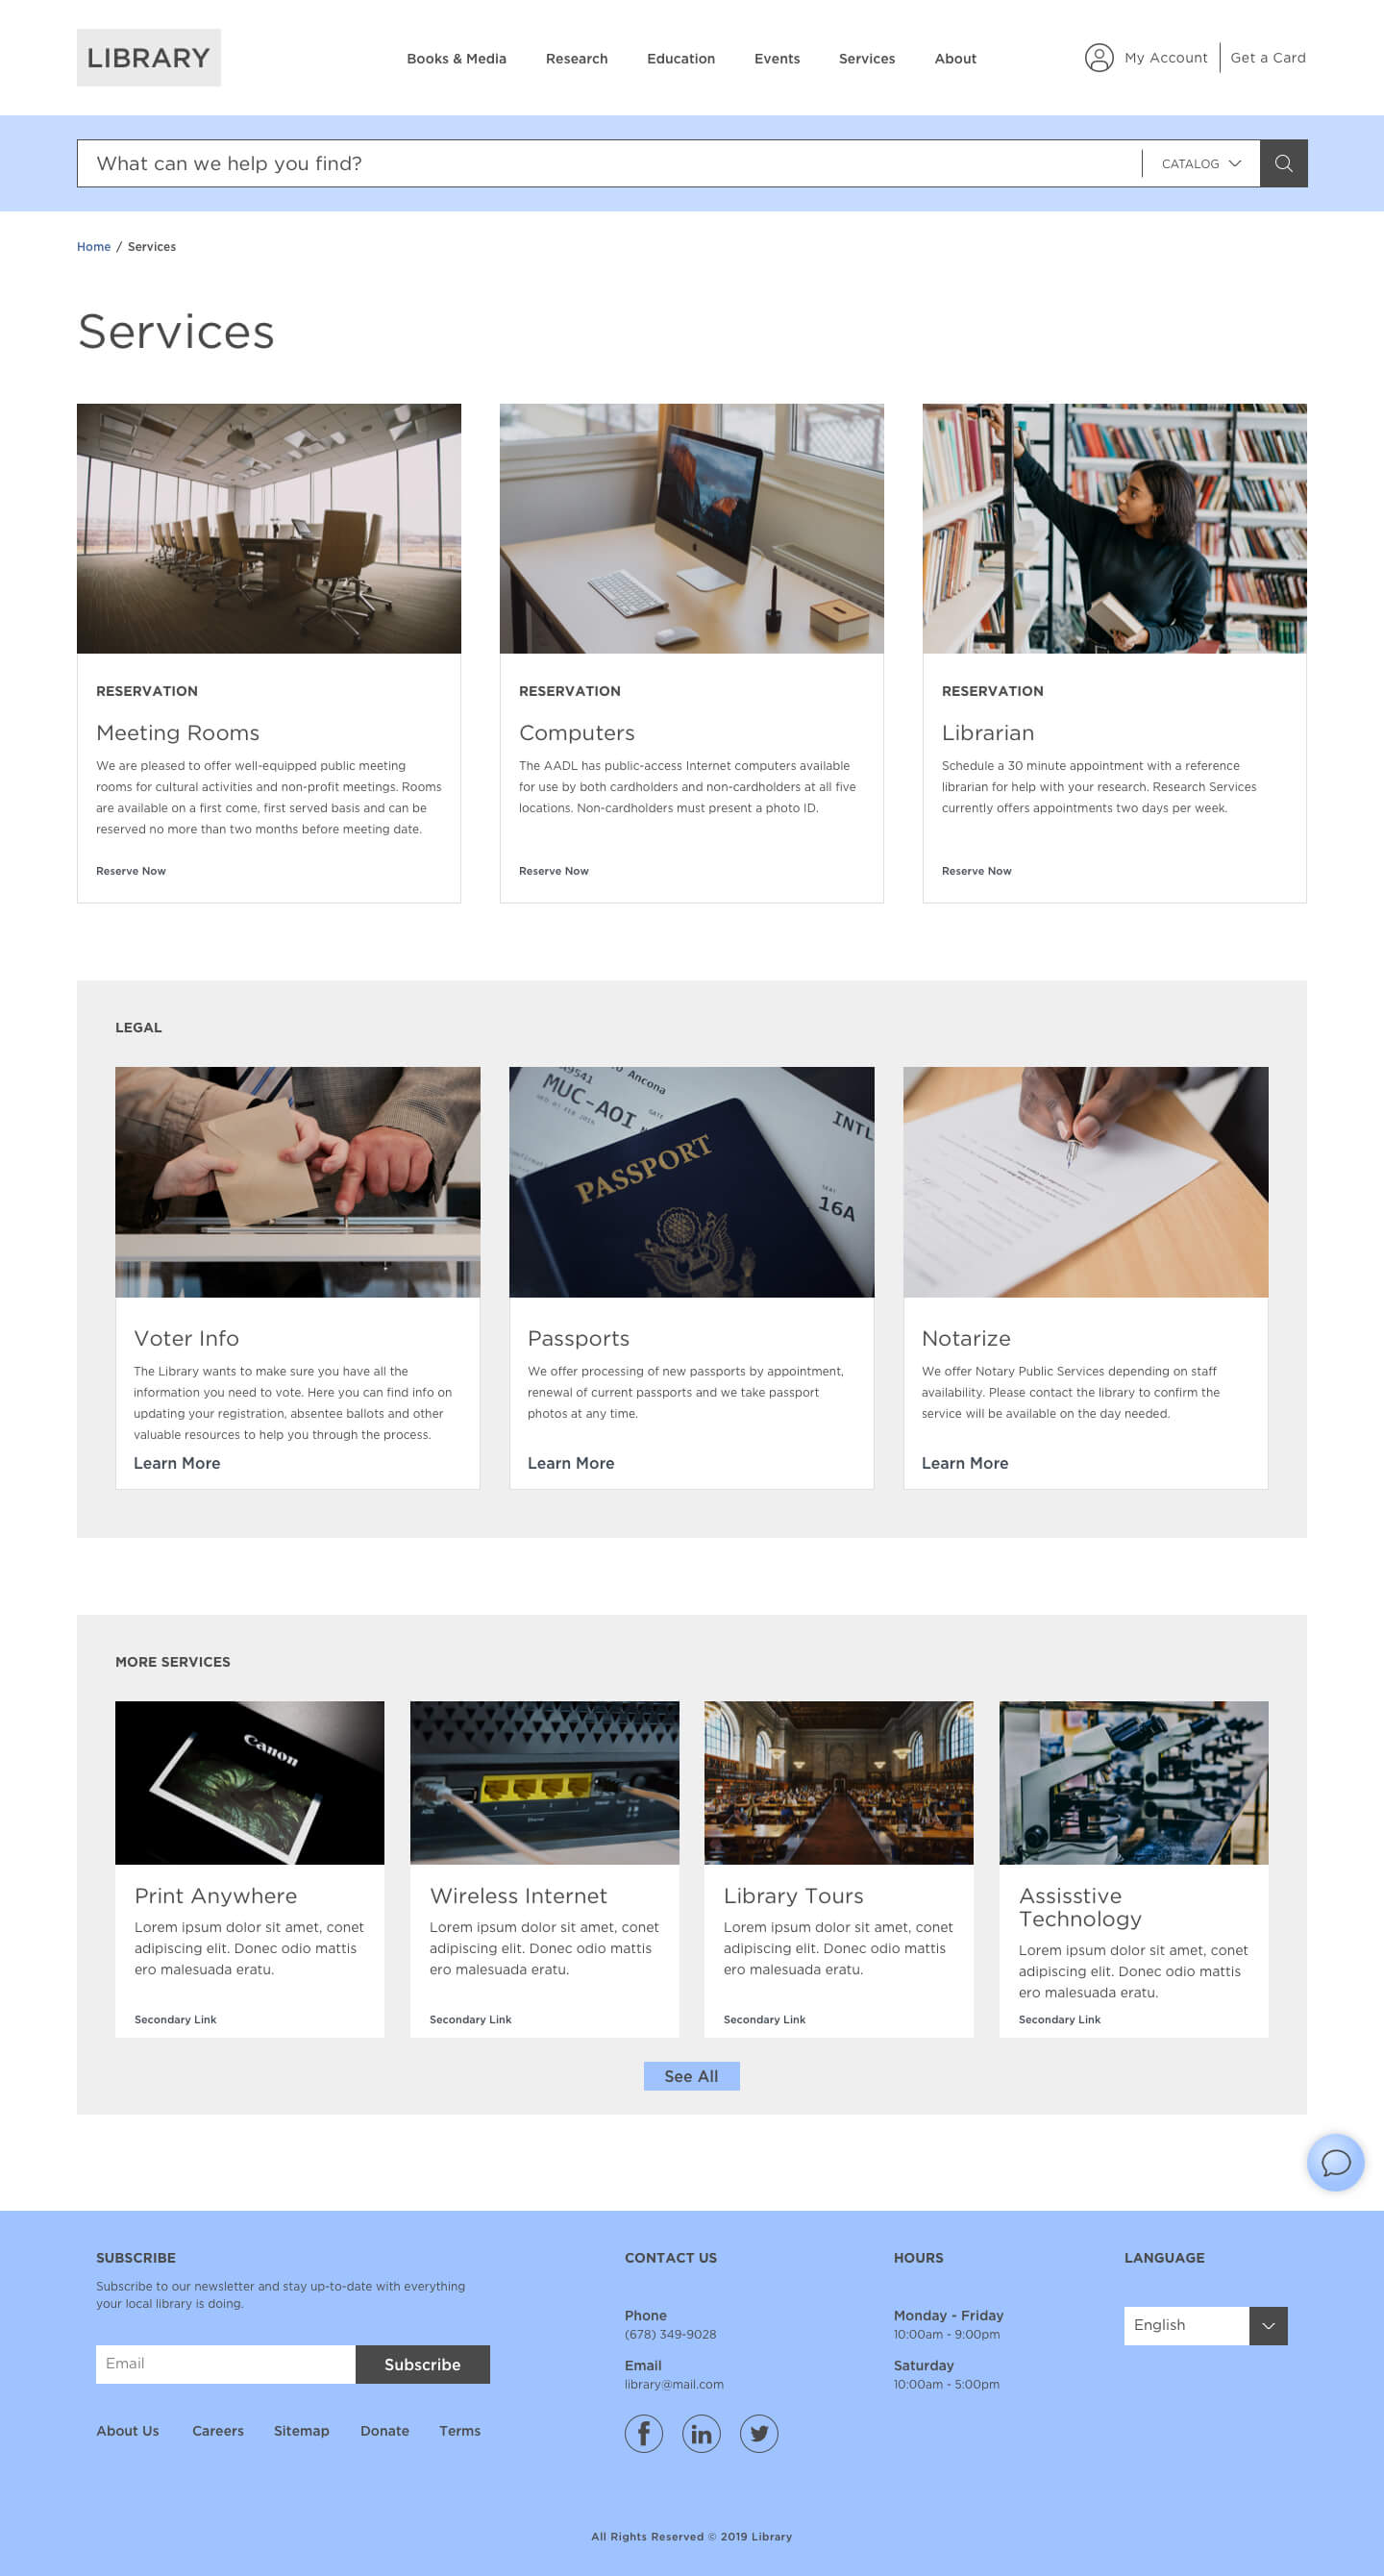 LIBRARY
Books & Media
Research
Education
Events
Services
About
My Account
Get a Card
What can we help you find?
CATALOG
Home / Services
Services
RESERVATION
Meeting Rooms
We are pleased to offer well-equipped public meeting
rooms for cultural activities and non-profit meetings. Rooms
are available on a first come, first served basis and can be
reserved no more than two months before meeting date.
Reserve Now
RESERVATION
Computers
The AADL has public-access Internet computers available
for use by both cardholders and non-cardholders at all five
locations. Non-cardholders must present a photo ID.
Reserve Now
RESERVATION
Librarian
Schedule a 30 minute appointment with a reference
librarian for help with your research. Research Services
currently offers appointments two days per week.
Reserve Now
LEGAL
Voter Info
The Library wants to make sure you have all the
information you need to vote. Here you can find info on
updating your registration, absentee ballots and other
valuable resources to help you through the process.
Learn More
Ancona
MUC-AOI
GATE
INTL
PASSPORT
16A
Passports
We offer processing of new passports by appointment,
renewal of current passports and we take passport
photos at any time.
Learn More
Notarize
We offer Notary Public Services depending on staff
availability. Please contact the library to confirm the
service will be available on the day needed.
Learn More
MORE SERVICES
Canon
Print Anywhere
Lorem ipsum dolor sit amet, conet
adipiscing elit. Donec odio mattis
ero malesuada eratu.
Secondary Link
ADSL
Ethernet
Wireless Internet
Lorem ipsum dolor sit amet, conet
adipiscing elit. Donec odio mattis
ero malesuada eratu.
Secondary Link
Library Tours
Lorem ipsum dolor sit amet, conet
adipiscing elit. Donec odio mattis
ero malesuada eratu.
Secondary Link
Assisstive
Technology
Lorem ipsum dolor sit amet, conet
adipiscing elit. Donec odio mattis
ero malesuada eratu.
Secondary Link
See All
SUBSCRIBE
Subscribe to our newsletter and stay up-to-date with everything
your local library is doing.
Email
Subscribe
About Us
Careers
Sitemap
Donate
Terms
CONTACT US
Phone
(678) 349-9028
Email
library@mail.com
HOURS
Monday - Friday
10:00am - 9:00pm
Saturday
10:00am - 5:00pm
LANGUAGE
English
All Rights Reserved © 2019 Library